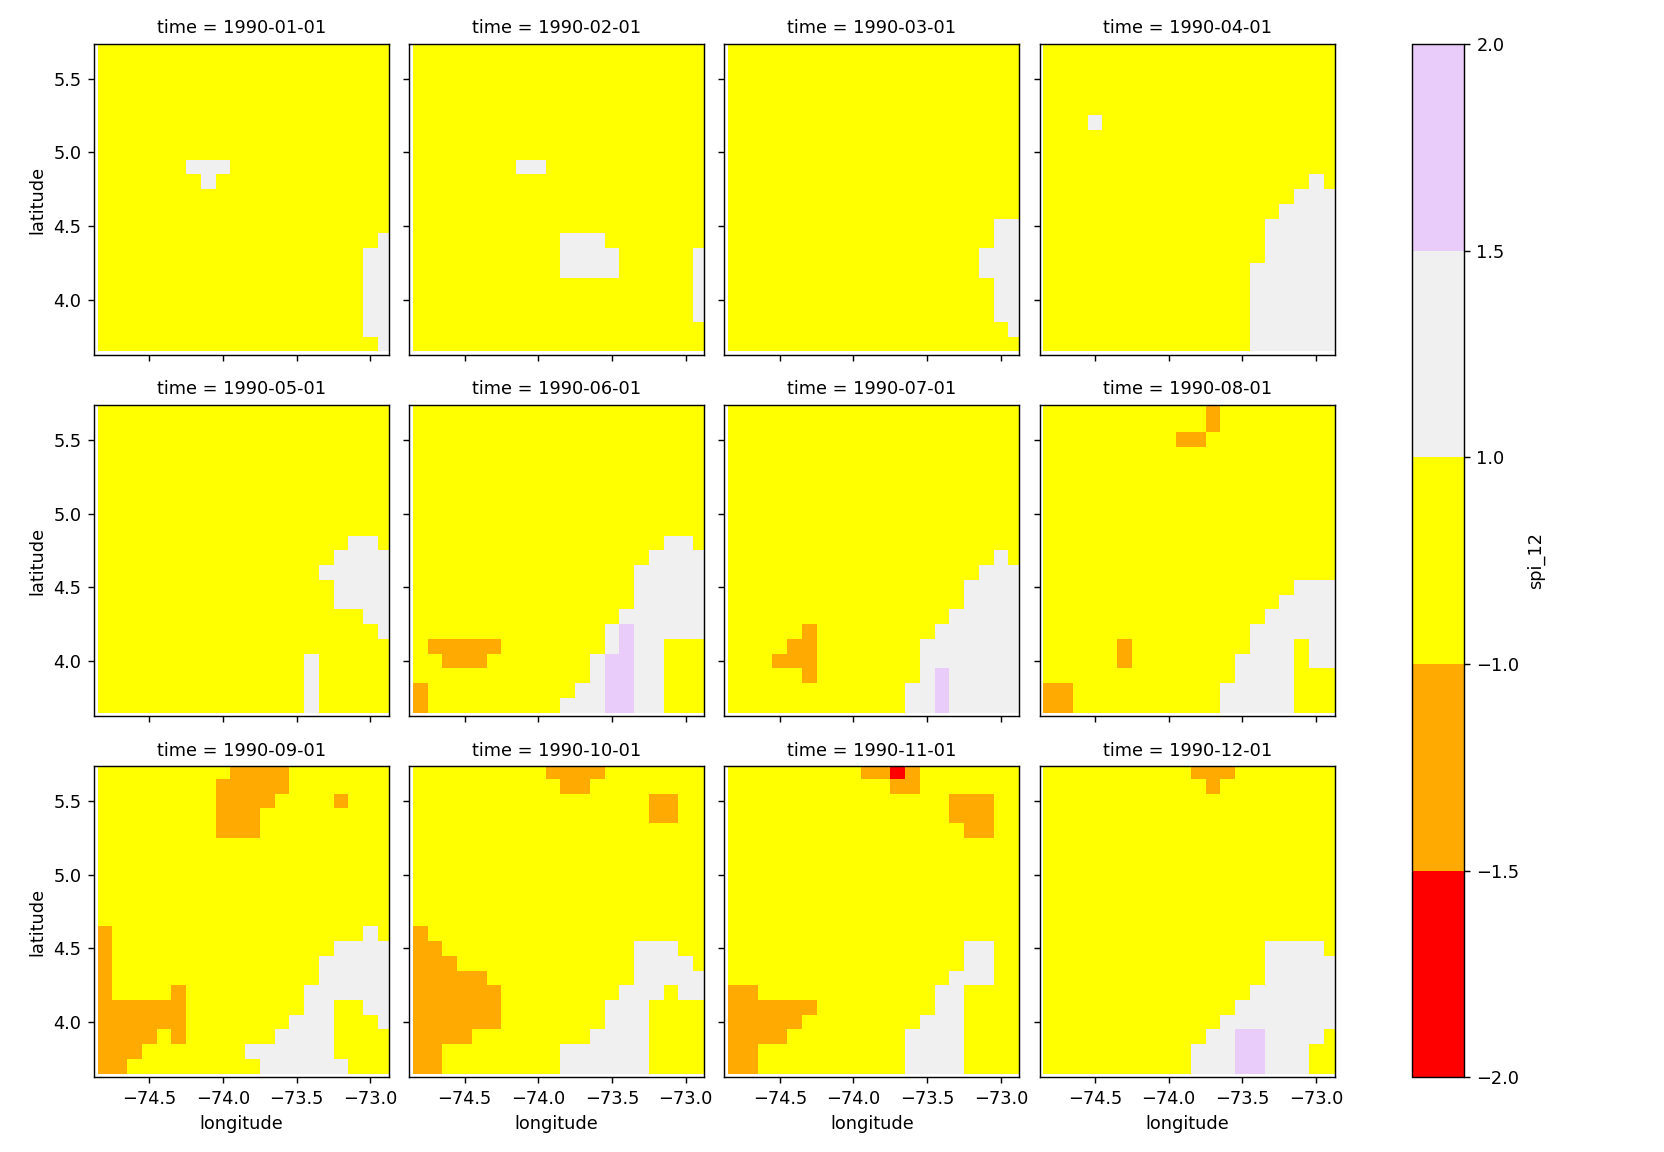 time = 1990-01-01
time = 1990-02-01
time = 1990-03-01
time = 1990-04-01
5.5
5.0
4.5
4.0
latitude
time = 1990-05-01
time = 1990-06-01
time = 1990-07-01
time = 1990-08-01
5.5
5.0
4.5
4.0
latitude
time = 1990-09-01
time = 1990-10-01
time = 1990-11-01
time = 1990-12-01
5.5
5.0
4.5
4.0
latitude
−74.5 −74.0 −73.5 −73.0
longitude
−74.5 −74.0 −73.5 −73.0
longitude
−74.5 −74.0 −73.5 −73.0
longitude
−74.5 −74.0 −73.5 −73.0
longitude
2.0
1.5
1.0
−1.0
−1.5
−2.0
spi_12